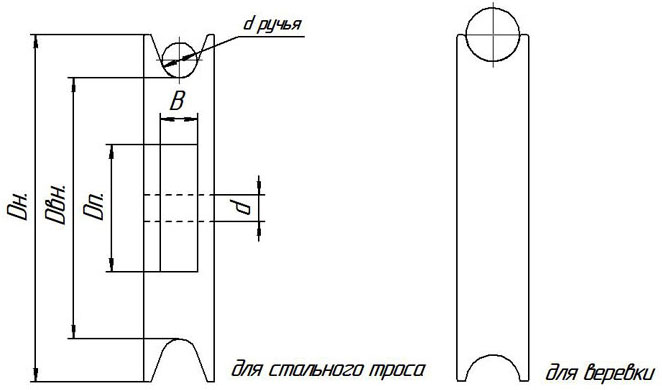 d ручья
B
Dн.
Dвн.
Dп.
d
для стального троса
для веревки